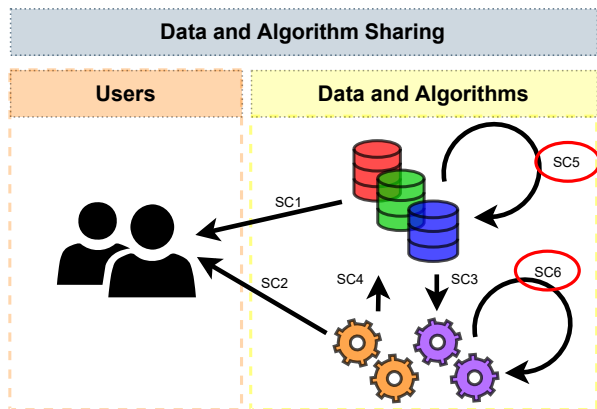 Data and Algorithm Sharing
Users
Data and Algorithms
SC5
SC1
SC2
SC4
SC3
SC6